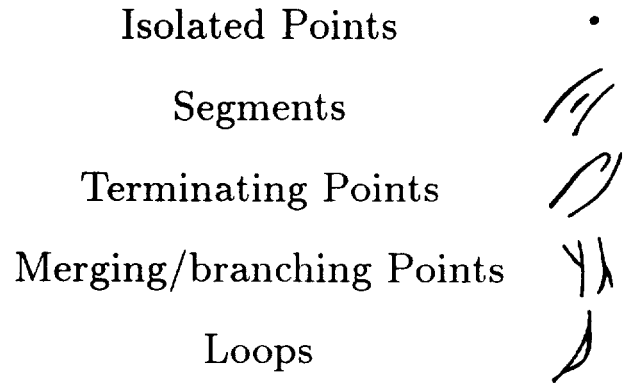 Isolated Points
Segments
Terminating Points
Merging/branching Points
Loops